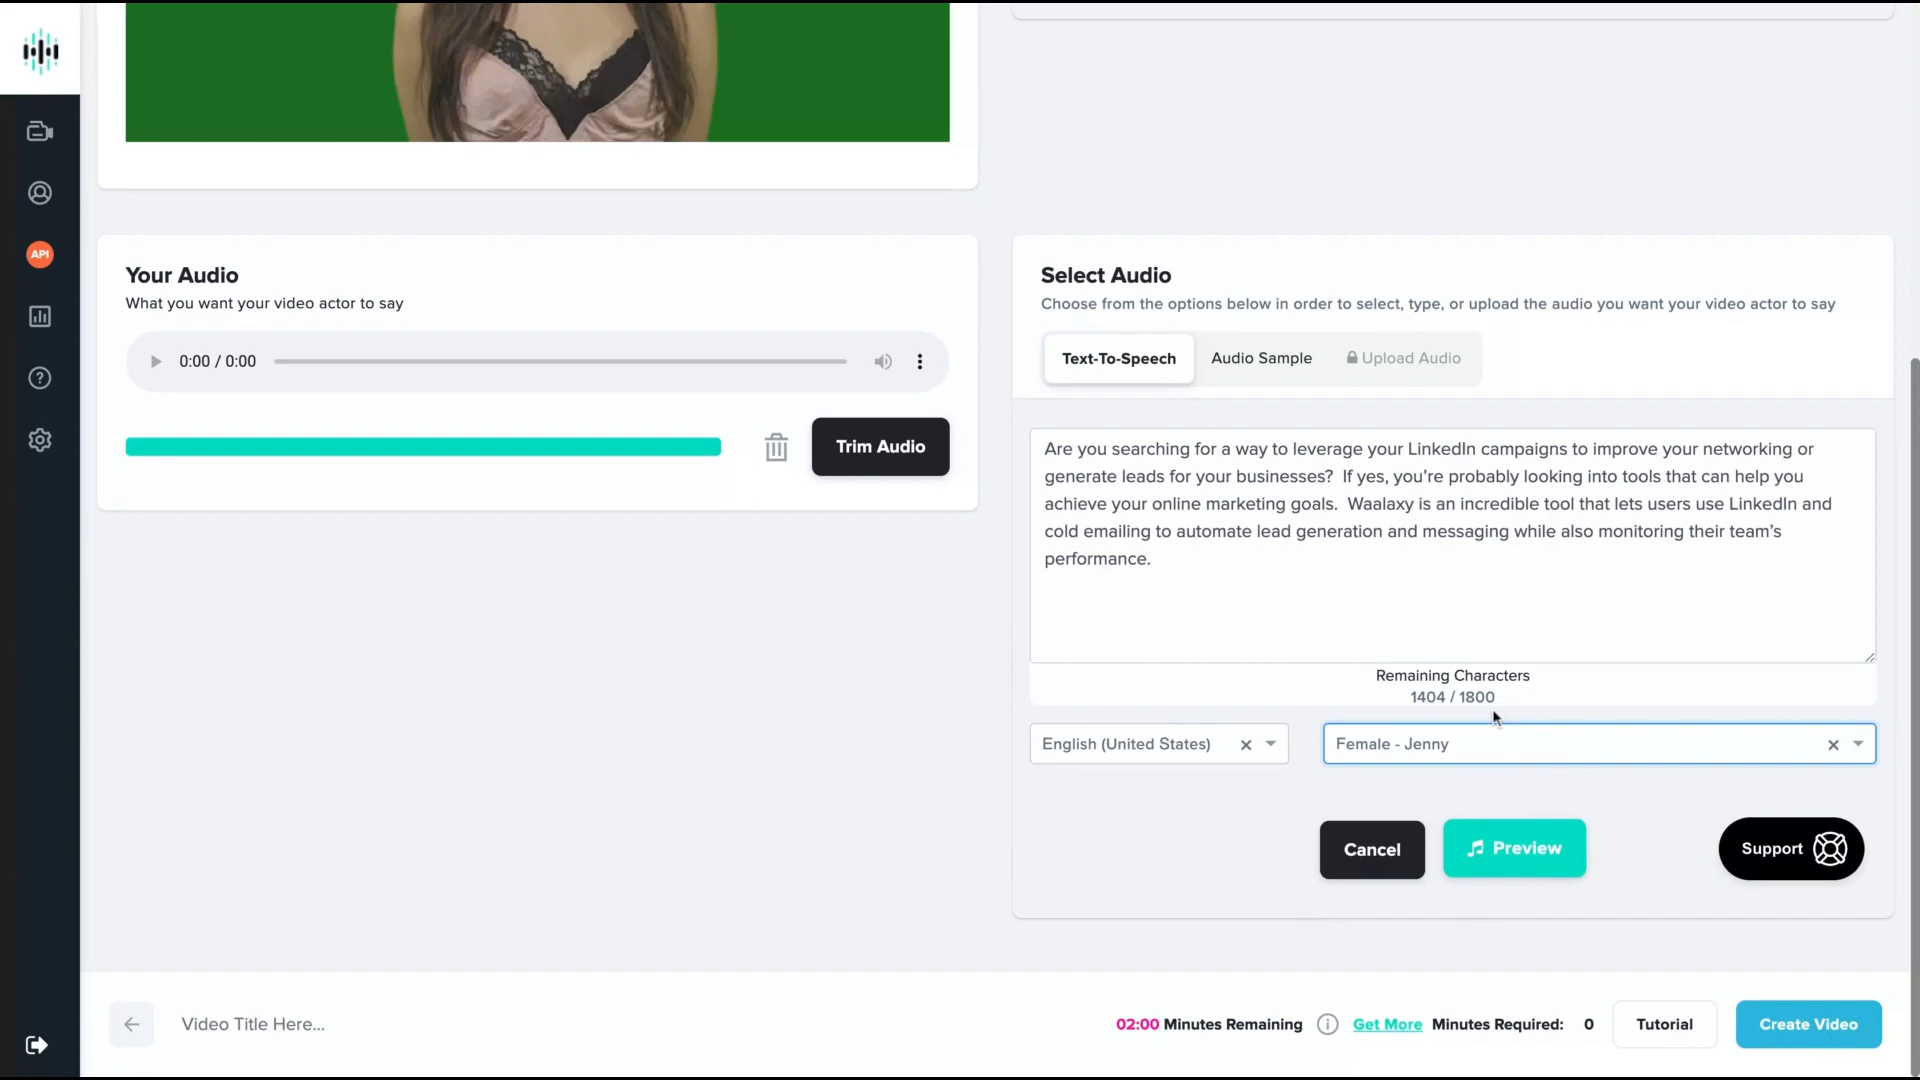 API
Your Audio
What you want your video actor to say
0:00 / 0:00
Trim Audio
Select Audio
Choose from the options below in order to select, type, or upload the audio you want your video actor to say
Text-To-Speech
Audio Sample
Upload Audio
Are you searching for a way to leverage your LinkedIn campaigns to improve your networking or
generate leads for your businesses?  If yes, you’re probably looking into tools that can help you
achieve your online marketing goals.  Waalaxy is an incredible tool that lets users use LinkedIn and
cold emailing to automate lead generation and messaging while also monitoring their team’s
performance.
Remaining Characters
1404 / 1800
English (United States)
Female - Jenny
Cancel
Preview
Support
Video Title Here...
02:00 Minutes Remaining
Get More
Minutes Required: 0
Tutorial
Create Video